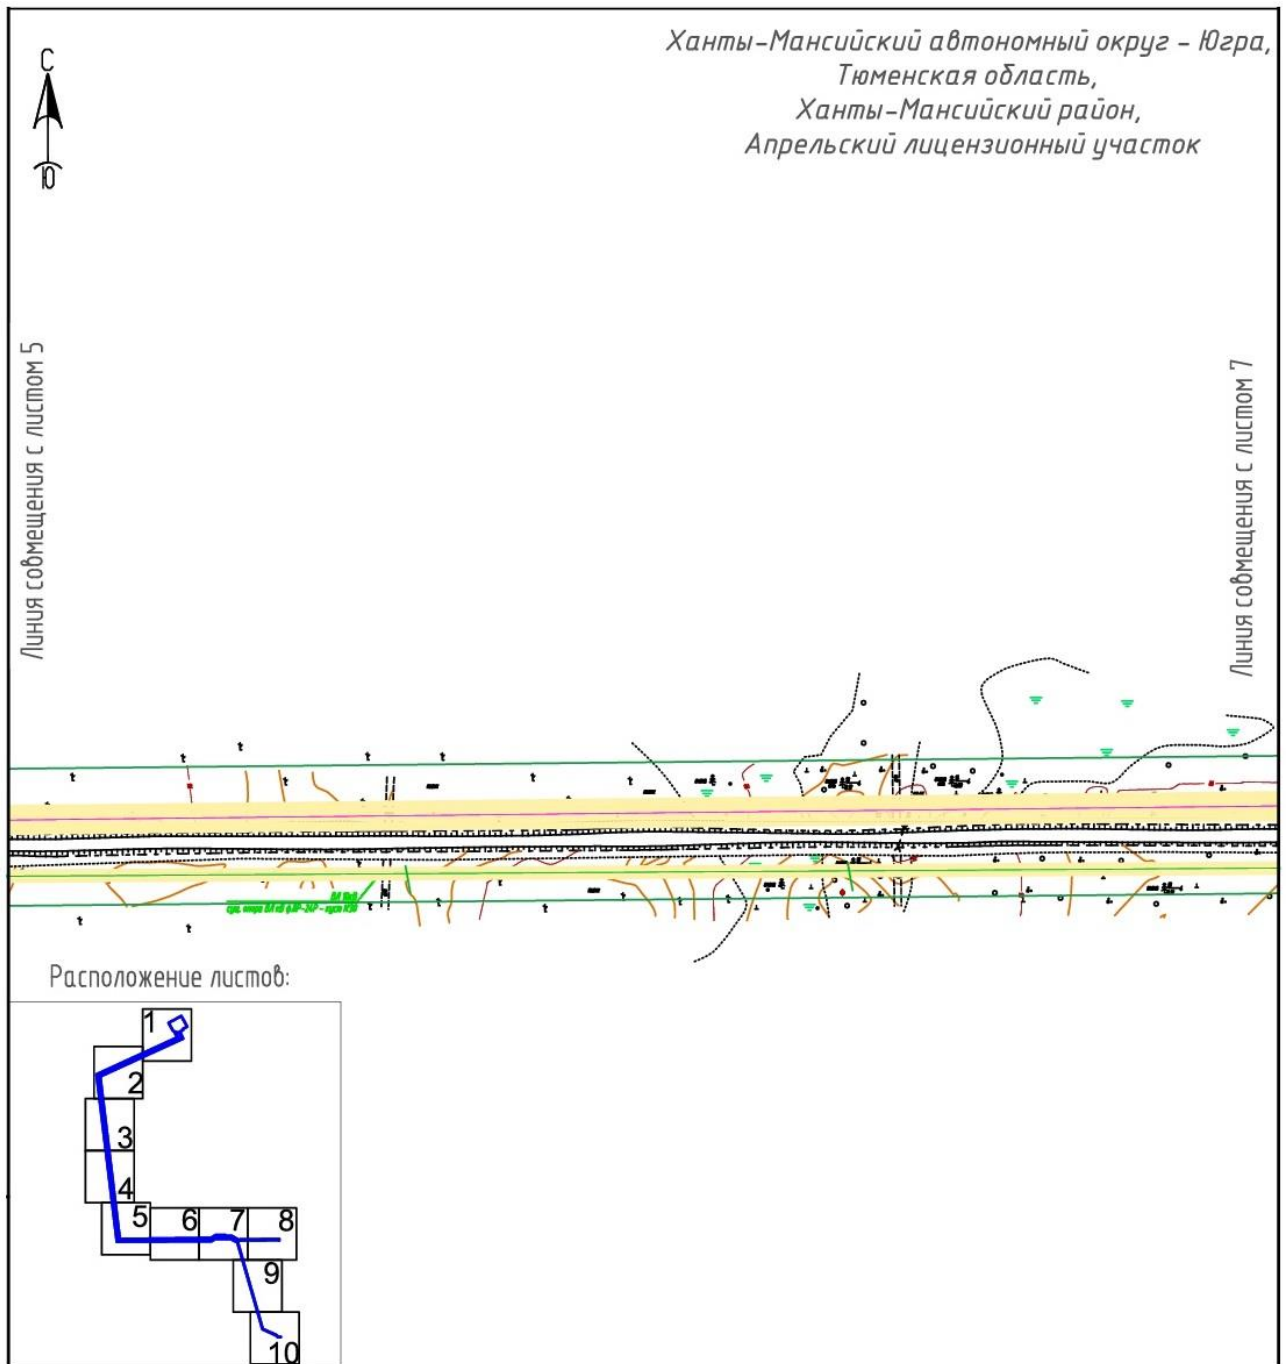 Ханты-Мансийский автономный округ - Югра,
Тюменская область,
Ханты-Мансийский район,
Апрельский лицензионный участок
С
Ю
Линия совмещения с листом 5
Линия совмещения с листом 7
Расположение листов:
1
2
3
4
5
6
7
8
9
10